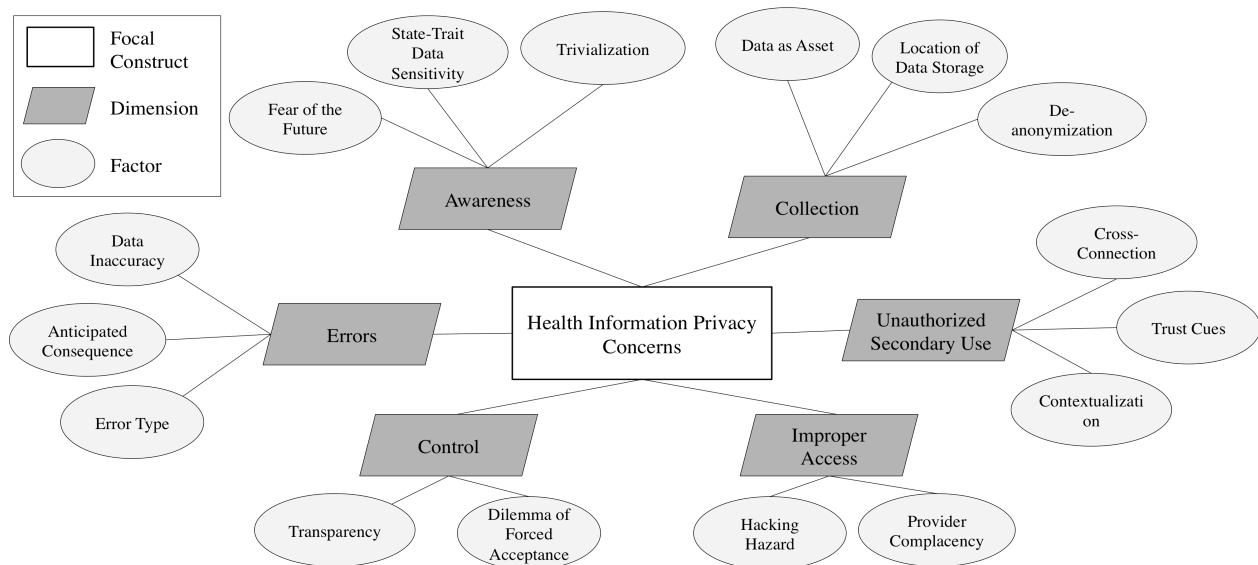 Focal
Construct
Dimension
Factor
State-Trait
Data
Sensitivity
Trivialization
Fear of the
Future
Awareness
Data as Asset
Location of
Data Storage
De-
anonymization
Collection
Data
Inaccuracy
Anticipated
Consequence
Error Type
Errors
Health Information Privacy
Concerns
Unauthorized
Secondary Use
Cross-
Connection
Trust Cues
Contextualizati
on
Control
Transparency
Dilemma of
Forced
Acceptance
Improper
Access
Hacking
Hazard
Provider
Complacency